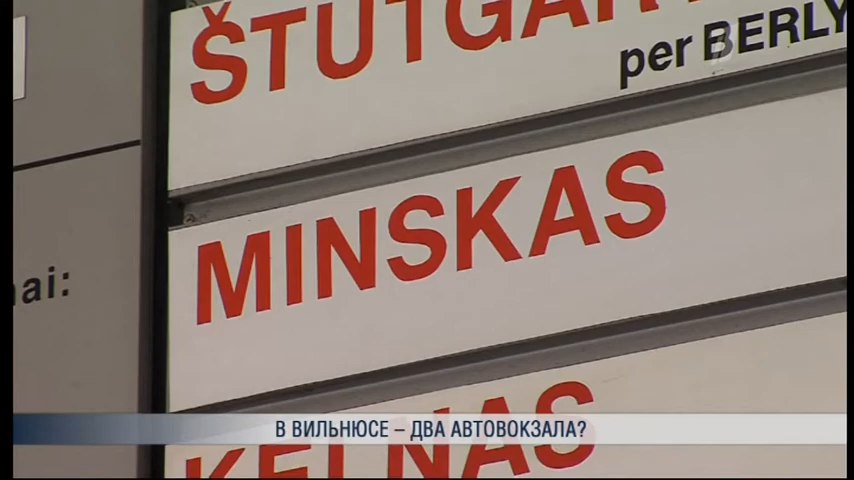 ŠTUTGAR
per BERLY
MINSKAS
ai:
KELNAS
В ВИЛЬНЮСЕ – ДВА АВТОВОКЗАЛА?